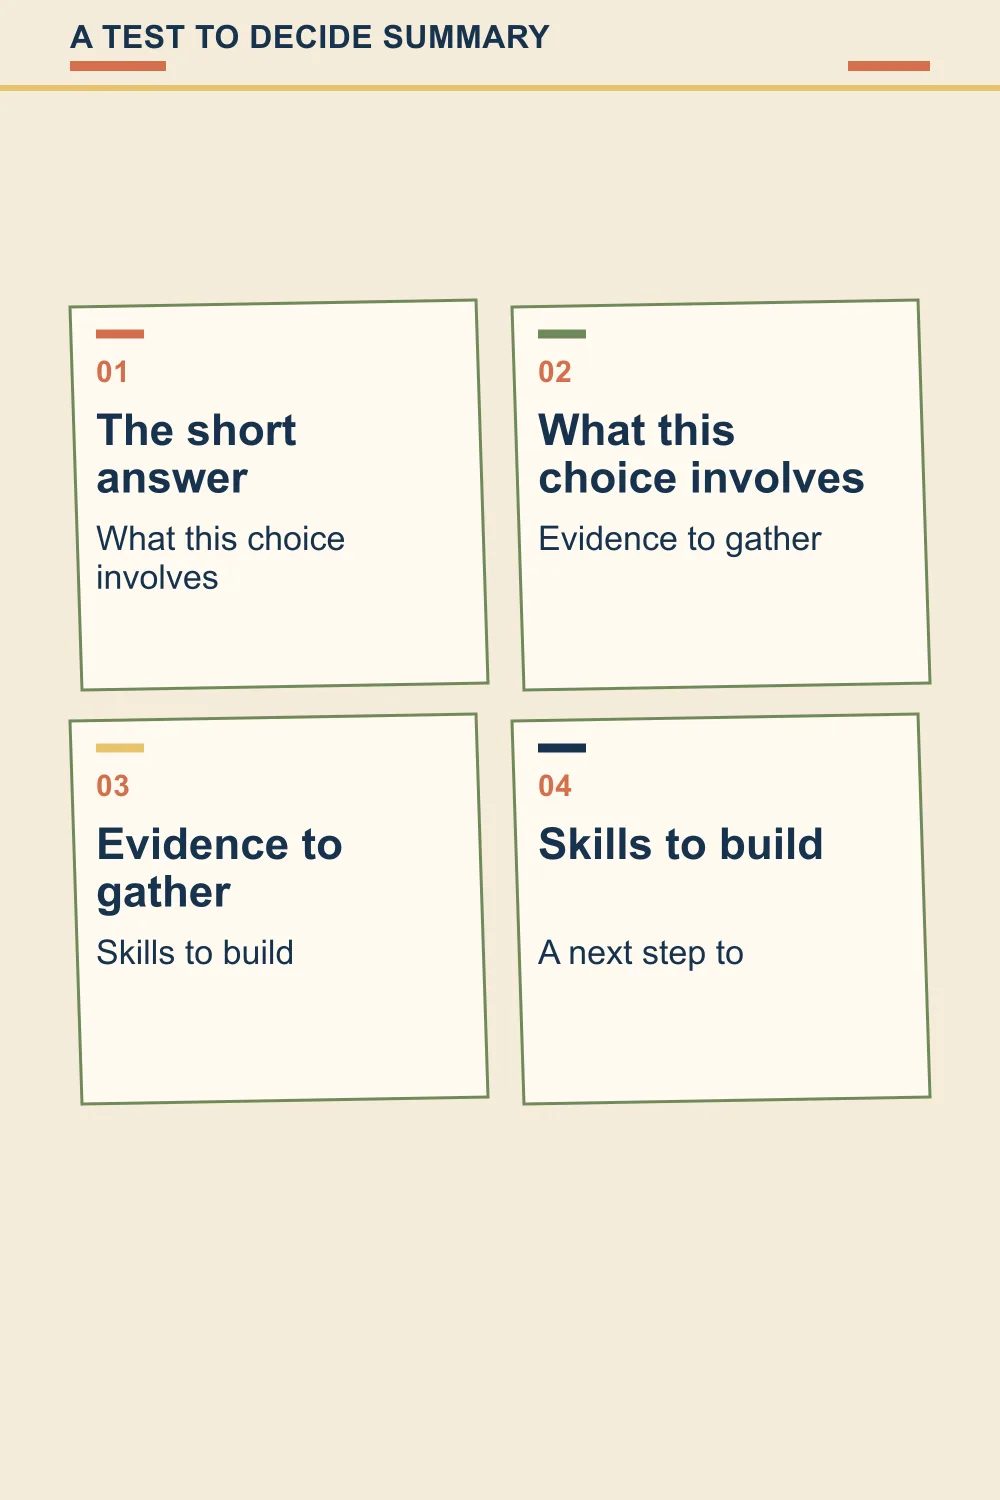 A TEST TO DECIDE SUMMARY
01
The short
answer
What this choice
involves
02
What this
choice involves
Evidence to gather
03
Evidence to
gather
Skills to build
04
Skills to build
A next step to